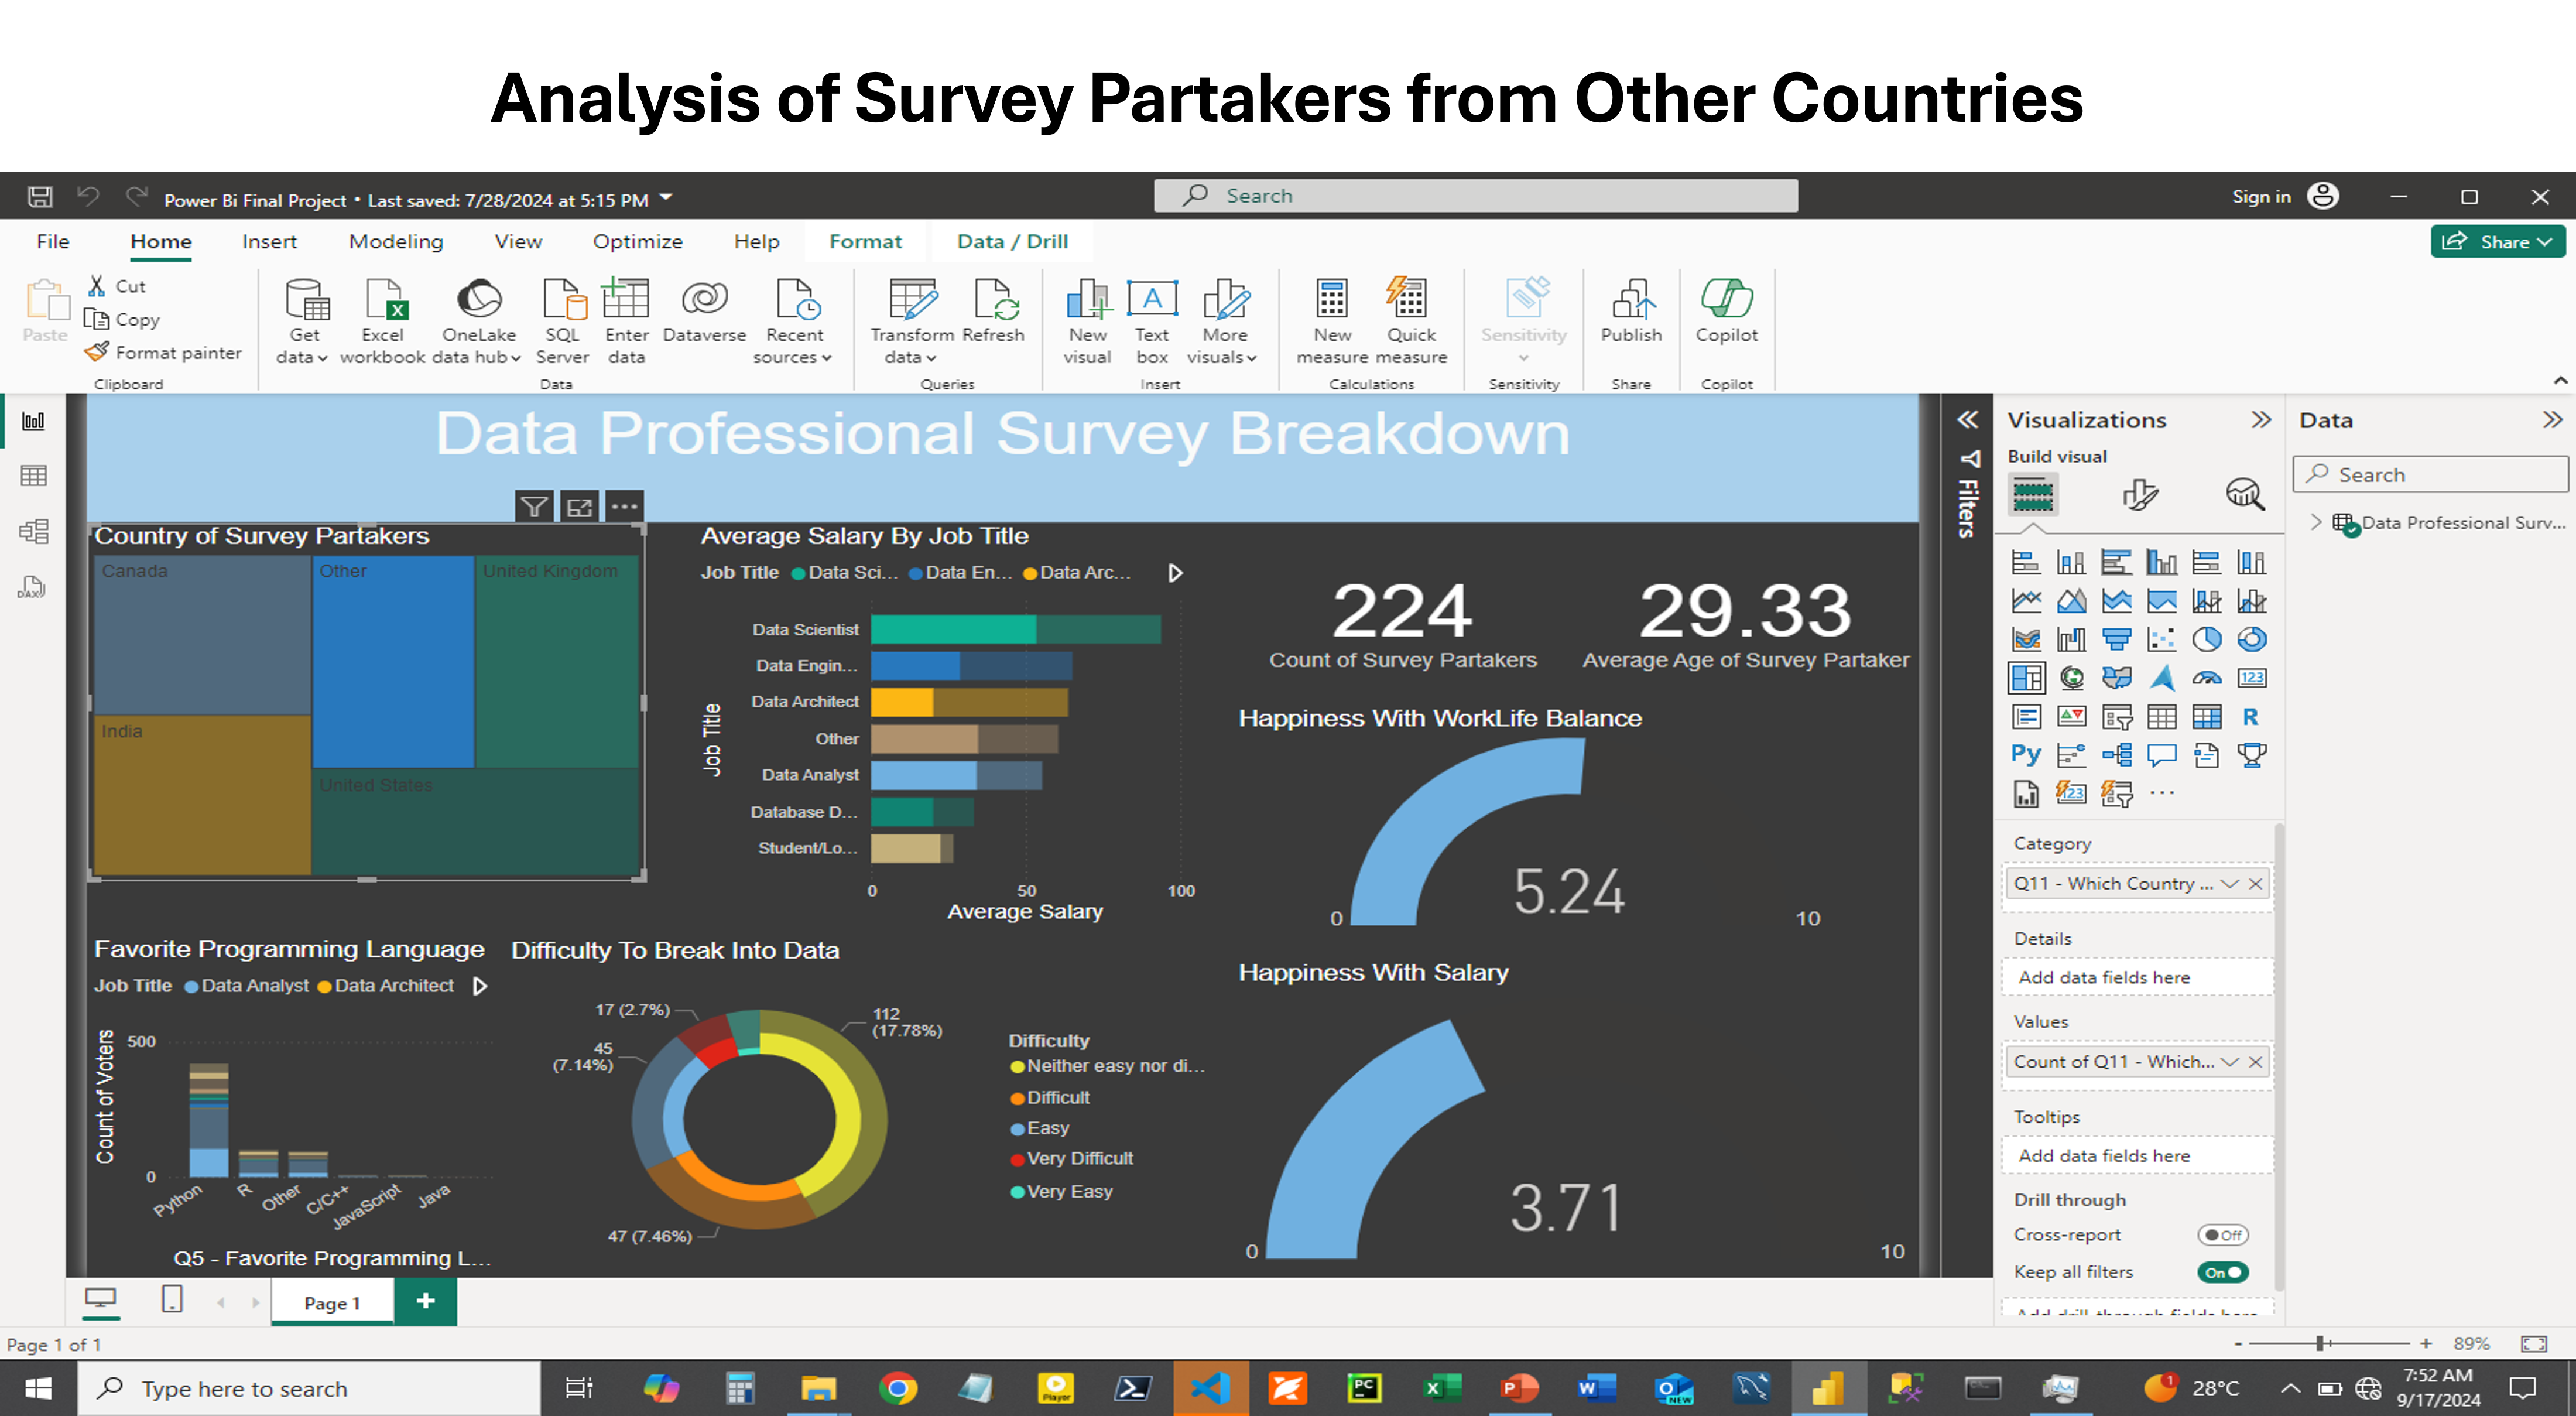 Analysis of Survey Partakers from Other Countries
Power Bi Final Project • Last saved: 7/28/2024 at 5:15 PM
Search
Sign in
File Home Insert Modeling View Optimize Help Format Data / Drill
Share
Paste
Cut
Copy
Format painter
Clipboard
Get data
Excel workbook
OneLake data hub
SQL Server
Enter data
Dataverse
Recent sources
Data
Transform data
Refresh
Queries
New visual
Text box
More visuals
Insert
New measure
Quick measure
Calculations
Sensitivity
Sensitivity
Publish
Share
Copilot
Copilot
Data Professional Survey Breakdown
Country of Survey Partakers
Canada
Other
United Kingdom
India
United States
Average Salary By Job Title
Job Title Data Sci... Data En... Data Arc...
Job Title
Data Scientist
Data Engin...
Data Architect
Other
Data Analyst
Database D...
Student/Lo...
0 50 100
Average Salary
224
Count of Survey Partakers
29.33
Average Age of Survey Partaker
Happiness With WorkLife Balance
5.24
0 10
Favorite Programming Language
Job Title Data Analyst Data Architect
Count of Voters
500
0
Python R Other C/C++ JavaScript Java
Q5 - Favorite Programming L...
Difficulty To Break Into Data
17 (2.7%)
112 (17.78%)
45 (7.14%)
47 (7.46%)
Difficulty
Neither easy nor di...
Difficult
Easy
Very Difficult
Very Easy
Happiness With Salary
3.71
0 10
Filters
Visualizations
Build visual
123
R
Py
123
Category
Q11 - Which Country ...
Details
Add data fields here
Values
Count of Q11 - Which...
Tooltips
Add data fields here
Drill through
Cross-report Off
Keep all filters On
Add drill-through fields here
Data
Search
Data Professional Surv...
DAX
Page 1
+
Page 1 of 1
- + 89%
Type here to search
Player
PC
NEW
1
28°C
7:52 AM
9/17/2024